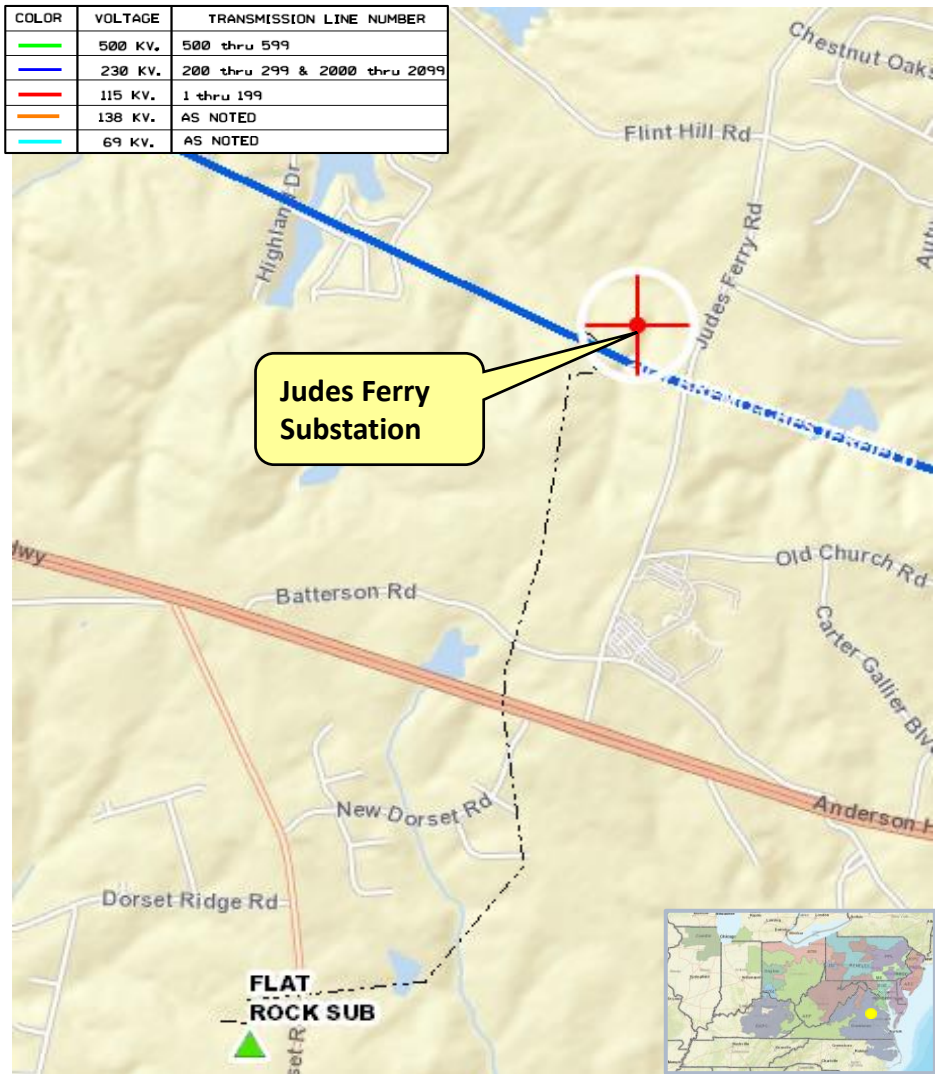 COLOR VOLTAGE TRANSMISSION LINE NUMBER
500 KV. 500 thru 599
230 KV. 200 thru 299 & 2000 thru 2099
115 KV. 1 thru 199
138 KV. AS NOTED
69 KV. AS NOTED
Chestnut Oaks
Flint Hill Rd
Highland Dr
Judes Ferry Rd
Judes Ferry
Substation
Old Church Rd
Batterson Rd
Carter Gallier Blv
New Dorset Rd
Anderson H
Dorset Ridge Rd
FLAT
ROCK SUB